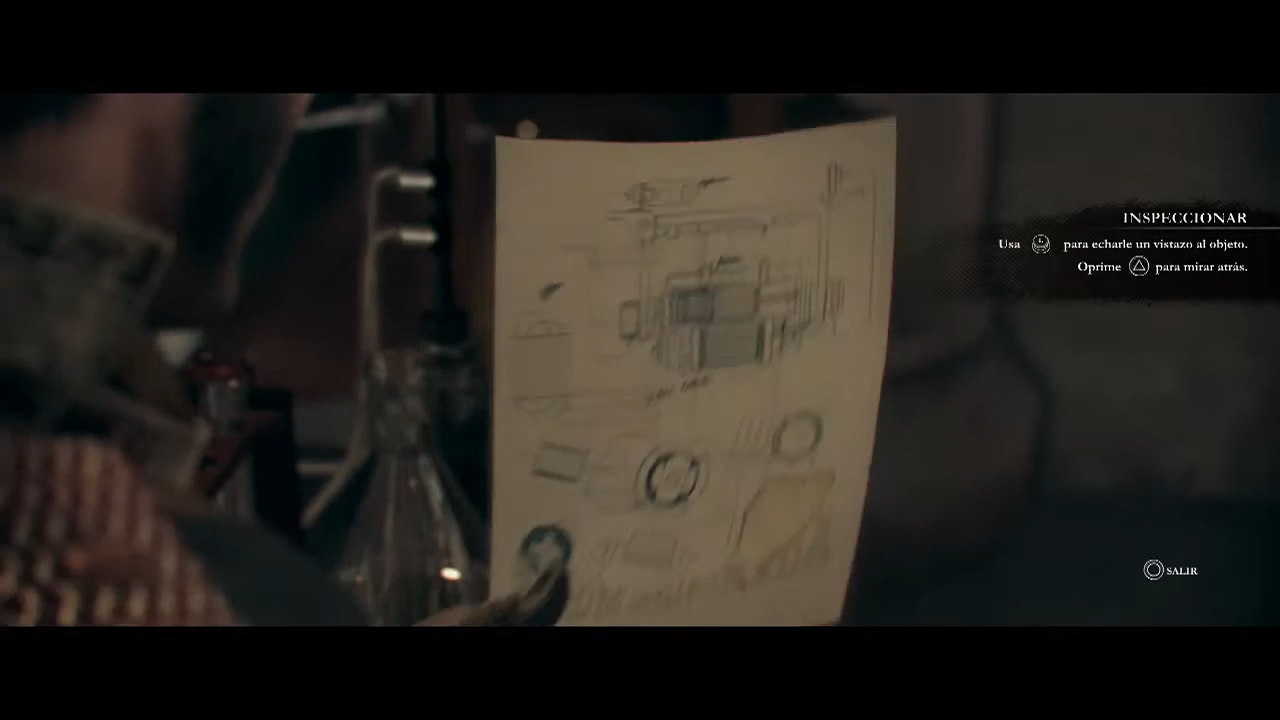 INSPECCIONAR
Usa para echarle un vistazo al objeto.
Oprime para mirar atrás.
SALIR